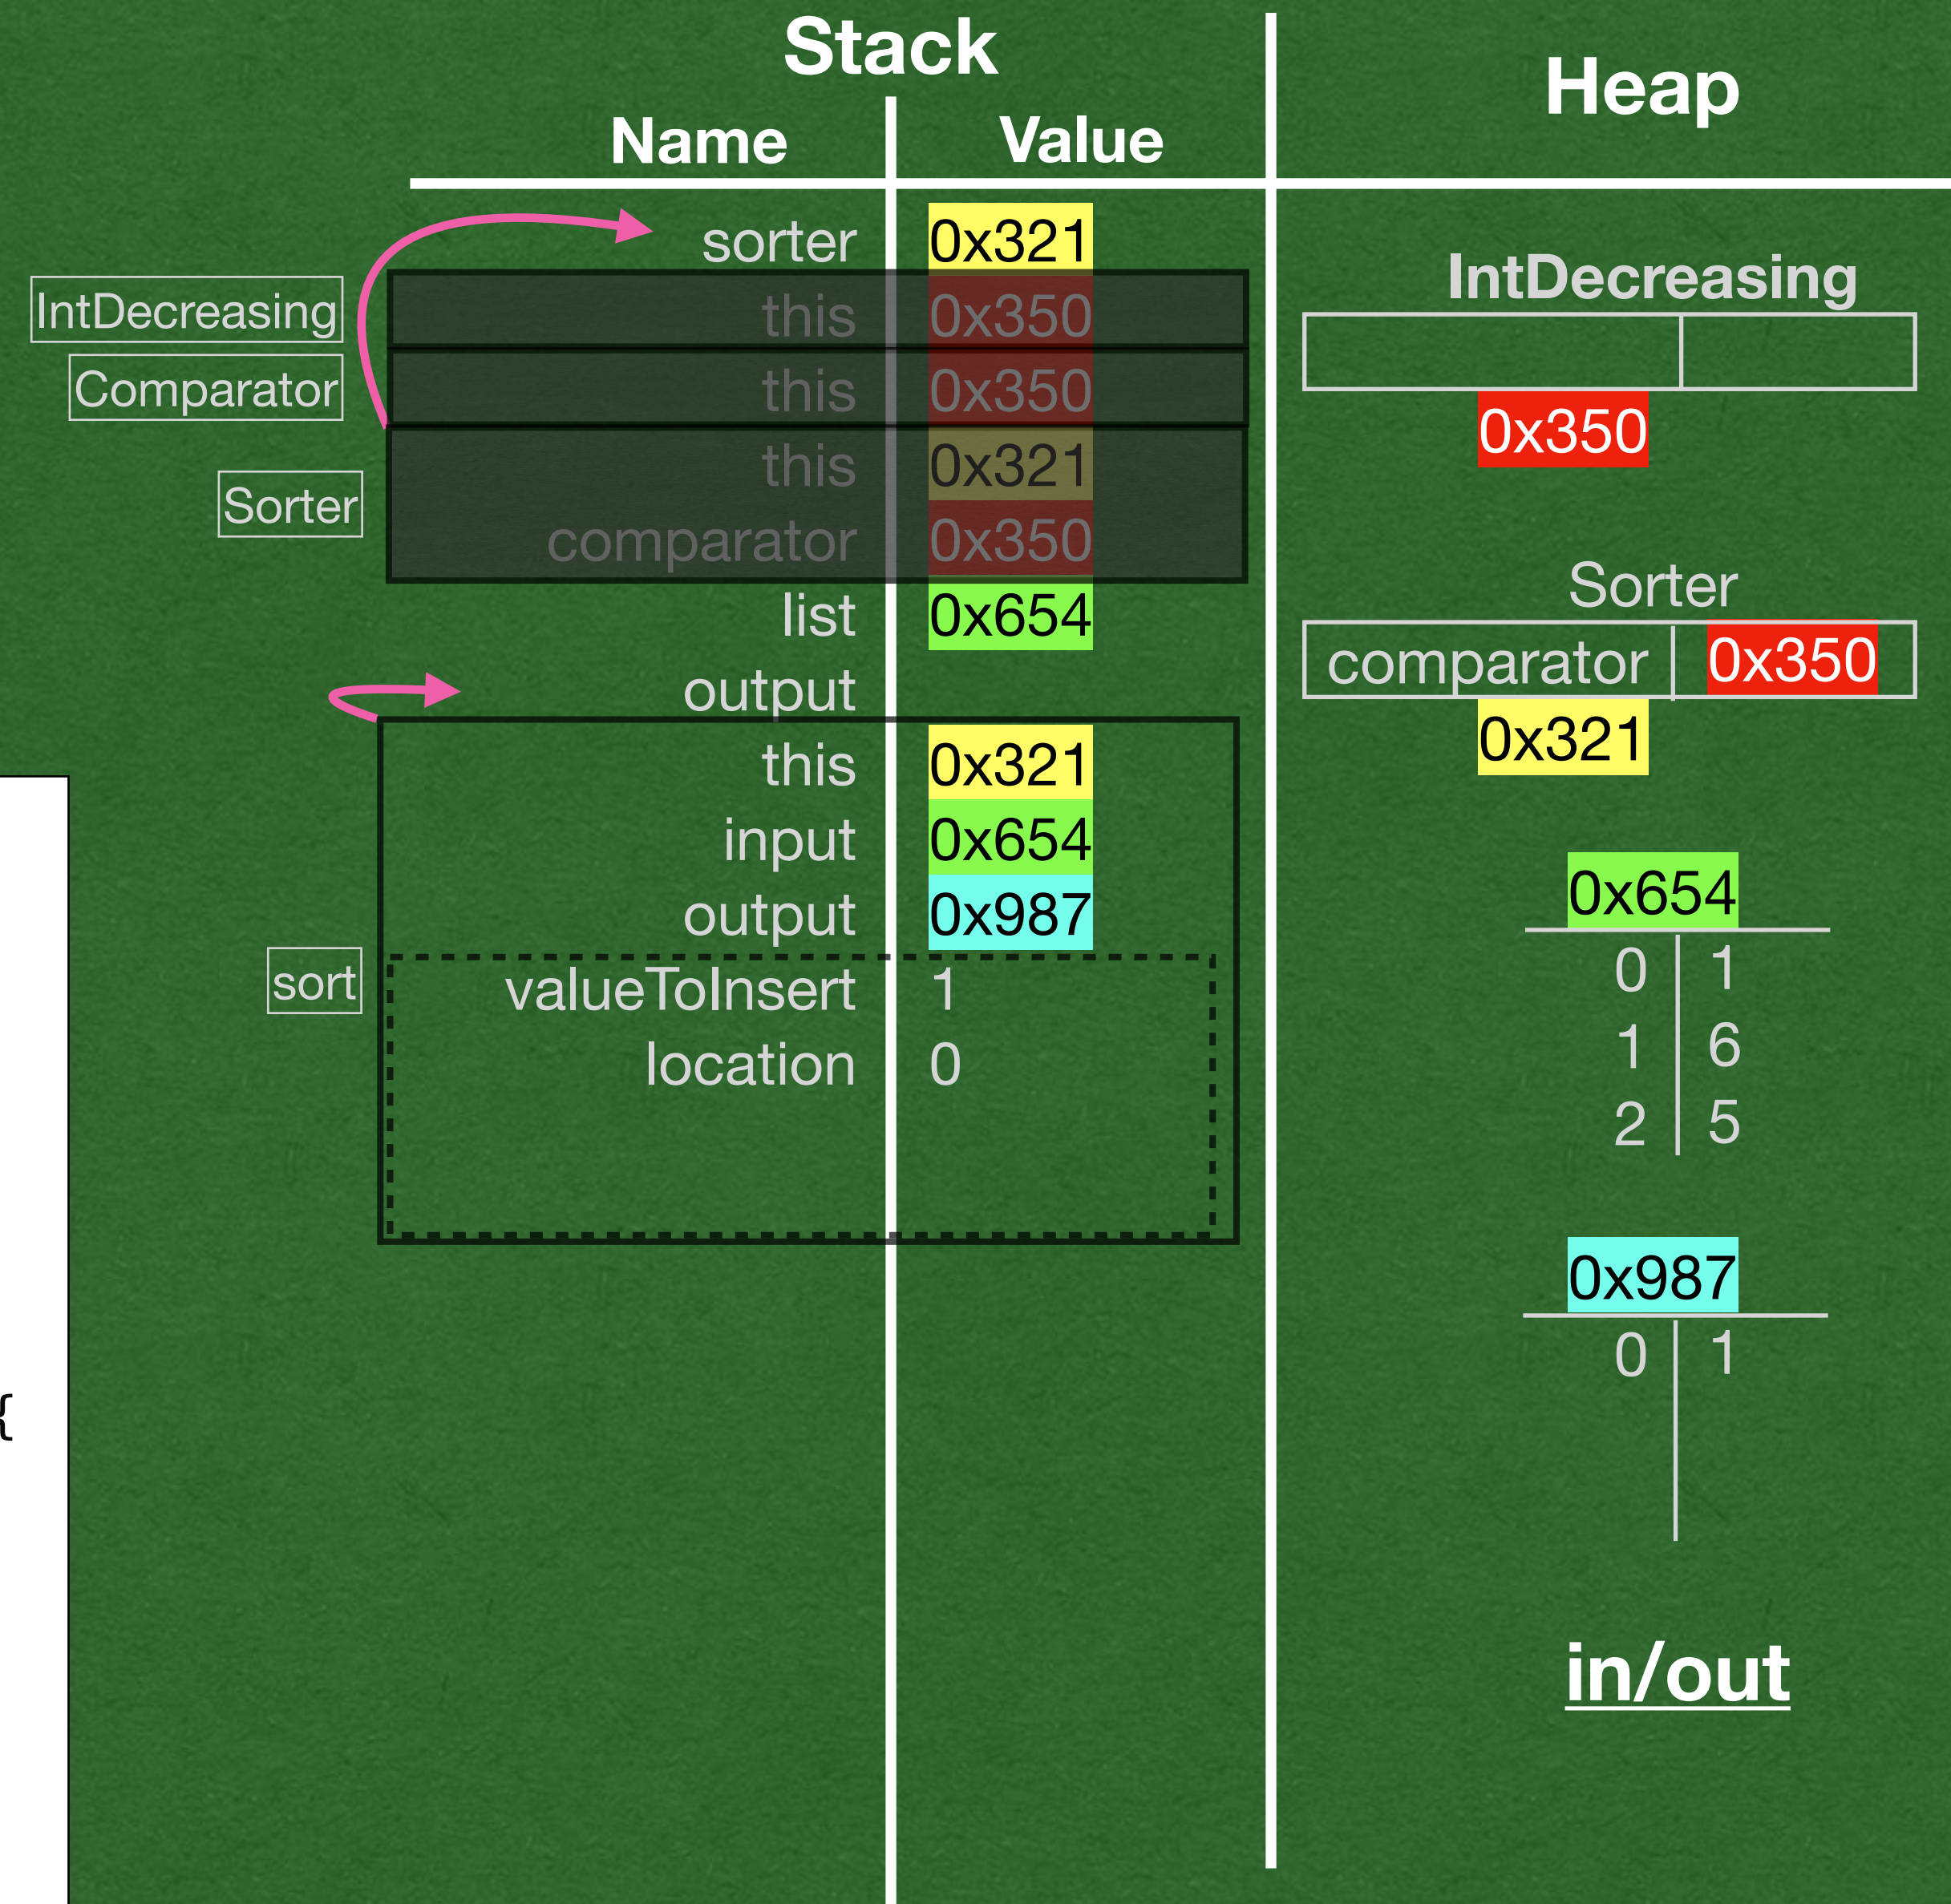 Stack
Heap
Name Value
sorter 0x321
IntDecreasing this 0x350
Comparator this 0x350
this 0x321
Sorter
comparator 0x350
list 0x654
output
this 0x321
input 0x654
output 0x987
sort
valueToInsert 1
location 0
IntDecreasing
0x350
Sorter
comparator 0x350
0x321
0x654
0 1
1 6
2 5
0x987
0 1
in/out
{